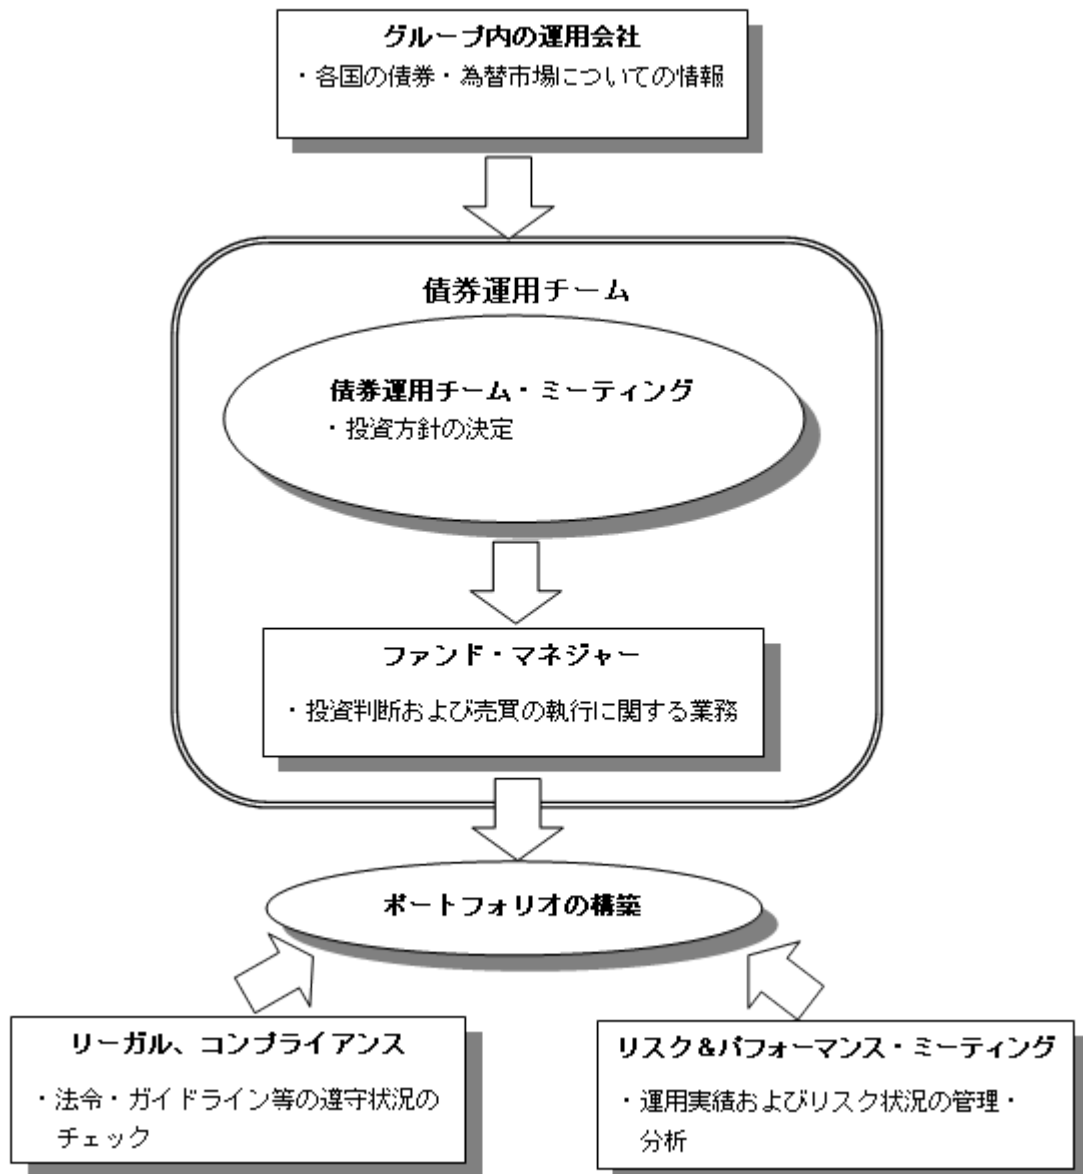 グループ内の運用会社
・各国の債券・為替市場についての情報
債券運用チーム
債券運用チーム・ミーティング
・投資方針の決定
ファンド・マネジャー
・投資判断および売買の執行に関する業務
ポートフォリオの構築
リーガル、コンプライアンス
・法令・ガイドライン等の遵守状況の
チェック
リスク&パフォーマンス・ミーティング
・運用実績およびリスク状況の管理・
分析